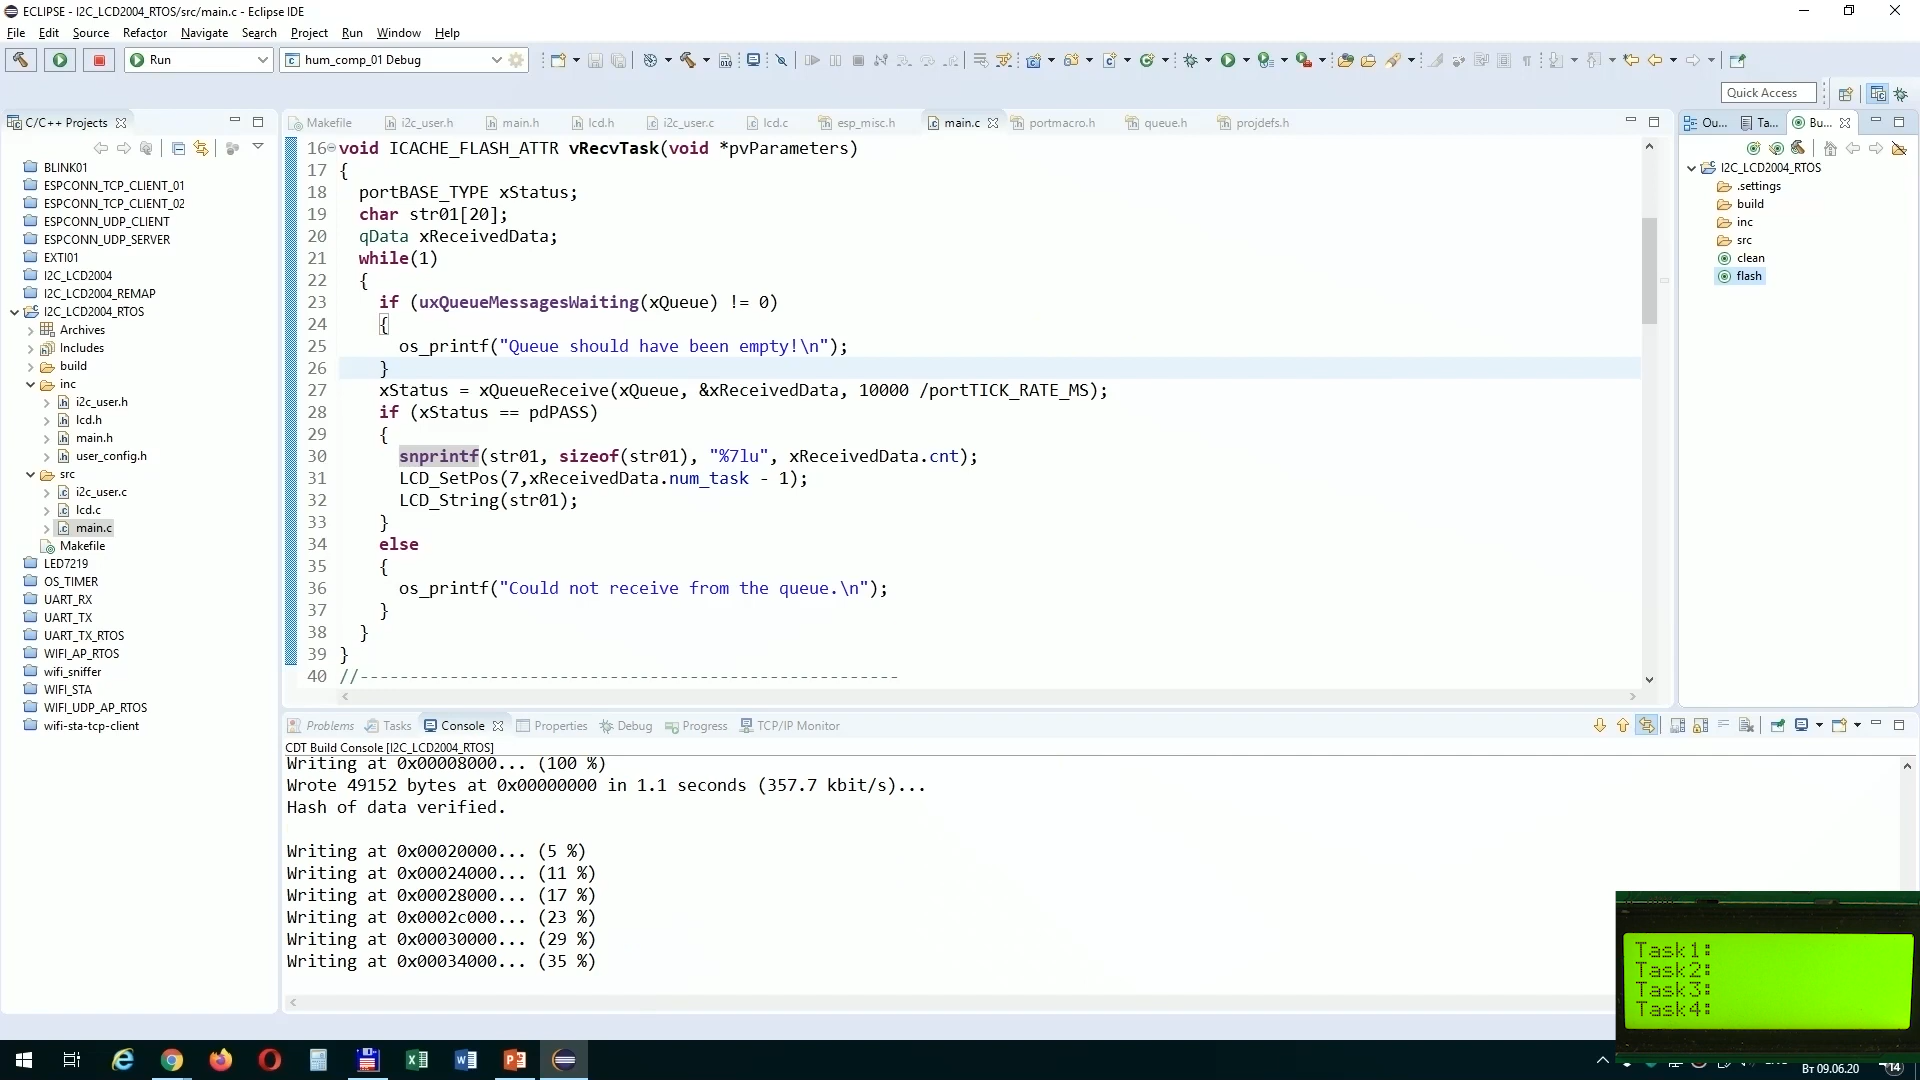 ECLIPSE - I2C_LCD2004_RTOS/src/main.c - Eclipse IDE
File Edit Source Refactor Navigate Search Project Run Window Help
Run hum_comp_01 Debug
Quick Access
C/C++ Projects
BLINK01
ESPCONN_TCP_CLIENT_01
ESPCONN_TCP_CLIENT_02
ESPCONN_UDP_CLIENT
ESPCONN_UDP_SERVER
EXTI01
I2C_LCD2004
I2C_LCD2004_REMAP
I2C_LCD2004_RTOS
Archives
Includes
build
inc
i2c_user.h
lcd.h
main.h
user_config.h
src
i2c_user.c
lcd.c
main.c
Makefile
LED7219
OS_TIMER
UART_RX
UART_TX
UART_TX_RTOS
WIFI_AP_RTOS
wifi_sniffer
WIFI_STA
WIFI_UDP_AP_RTOS
wifi-sta-tcp-client
Makefile i2c_user.h main.h lcd.h i2c_user.c lcd.c esp_misc.h main.c portmacro.h queue.h projdefs.h
16 void ICACHE_FLASH_ATTR vRecvTask(void *pvParameters)
17 {
18 portBASE_TYPE xStatus;
19 char str01[20];
20 qData xReceivedData;
21 while(1)
22 {
23 if (uxQueueMessagesWaiting(xQueue) != 0)
24 {
25 os_printf("Queue should have been empty!\n");
26 }
27 xStatus = xQueueReceive(xQueue, &xReceivedData, 10000 /portTICK_RATE_MS);
28 if (xStatus == pdPASS)
29 {
30 snprintf(str01, sizeof(str01), "%7lu", xReceivedData.cnt);
31 LCD_SetPos(7,xReceivedData.num_task - 1);
32 LCD_String(str01);
33 }
34 else
35 {
36 os_printf("Could not receive from the queue.\n");
37 }
38 }
39 }
40 //------------------------------------------------------
Ou... Ta... Bu...
I2C_LCD2004_RTOS
.settings
build
inc
src
clean
flash
Problems Tasks Console Properties Debug Progress TCP/IP Monitor
CDT Build Console [I2C_LCD2004_RTOS]
Writing at 0x00008000... (100 %)
Wrote 49152 bytes at 0x00000000 in 1.1 seconds (357.7 kbit/s)...
Hash of data verified.
Writing at 0x00020000... (5 %)
Writing at 0x00024000... (11 %)
Writing at 0x00028000... (17 %)
Writing at 0x0002c000... (23 %)
Writing at 0x00030000... (29 %)
Writing at 0x00034000... (35 %)
Task1:
Task2:
Task3:
Task4:
Вт 09.06.20
14